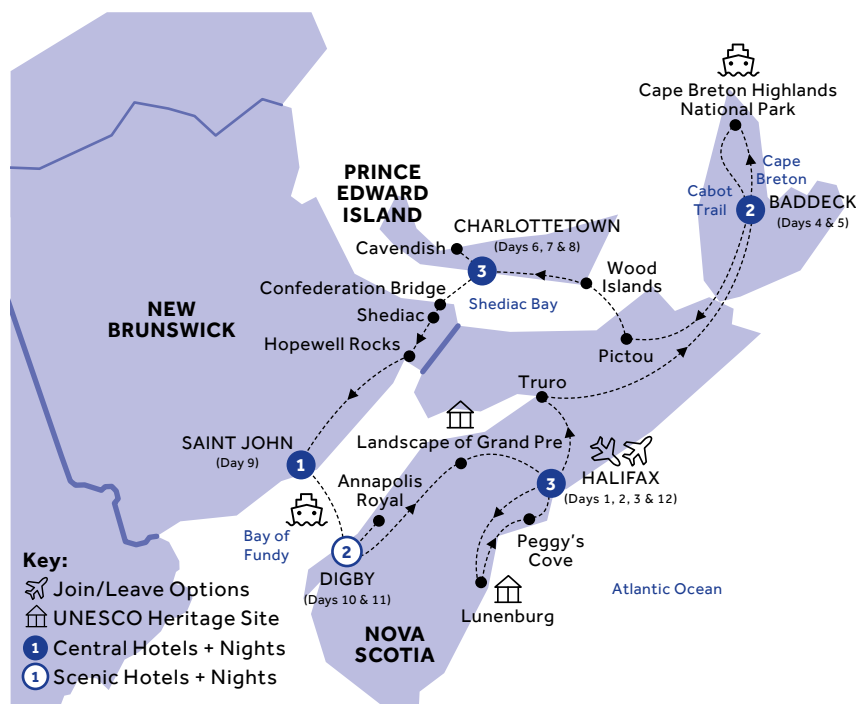 Cape Breton Highlands
National Park
Cape
Breton
Cabot
Trail
2
BADDECK
(Days 4 & 5)
PRINCE
EDWARD
ISLAND
CHARLOTTETOWN
(Days 6, 7 & 8)
Cavendish
3
Wood
Islands
Confederation Bridge
Shediac Bay
NEW
BRUNSWICK
Shediac
Hopewell Rocks
Pictou
Truro
SAINT JOHN
(Day 9)
1
Landscape of Grand Pre
3
HALIFAX
(Days 1, 2, 3 & 12)
Annapolis
Royal
Bay of
Fundy
2
DIGBY
(Days 10 & 11)
Peggy's
Cove
Lunenburg
Atlantic Ocean
NOVA
SCOTIA
Key:
Join/Leave Options
UNESCO Heritage Site
1 Central Hotels + Nights
1 Scenic Hotels + Nights